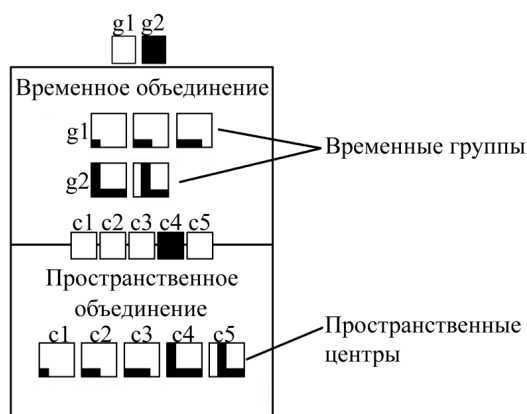 g1 g2
Временное объединение
g1
Временные группы
g2
c1 c2 c3 c4 c5
Пространственное
объединение
c1 c2 c3 c4 c5
Пространственные
центры